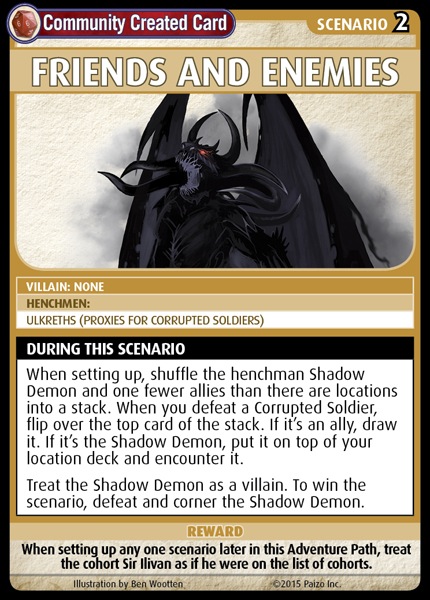 Community Created Card
SCENARIO 2
FRIENDS AND ENEMIES
VILLAIN: NONE
HENCHMEN:
ULKRETHS (PROXIES FOR CORRUPTED SOLDIERS)
DURING THIS SCENARIO
When setting up, shuffle the henchman Shadow
Demon and one fewer allies than there are locations
into a stack. When you defeat a Corrupted Soldier,
flip over the top card of the stack. If it's an ally, draw
it. If it's the Shadow Demon, put it on top of your
location deck and encounter it.
Treat the Shadow Demon as a villain. To win the
scenario, defeat and corner the Shadow Demon.
REWARD
When setting up any one scenario later in this Adventure Path, treat
the cohort Sir Ilivan as if he were on the list of cohorts.
Illustration by Ben Wootten ©2015 Paizo Inc.